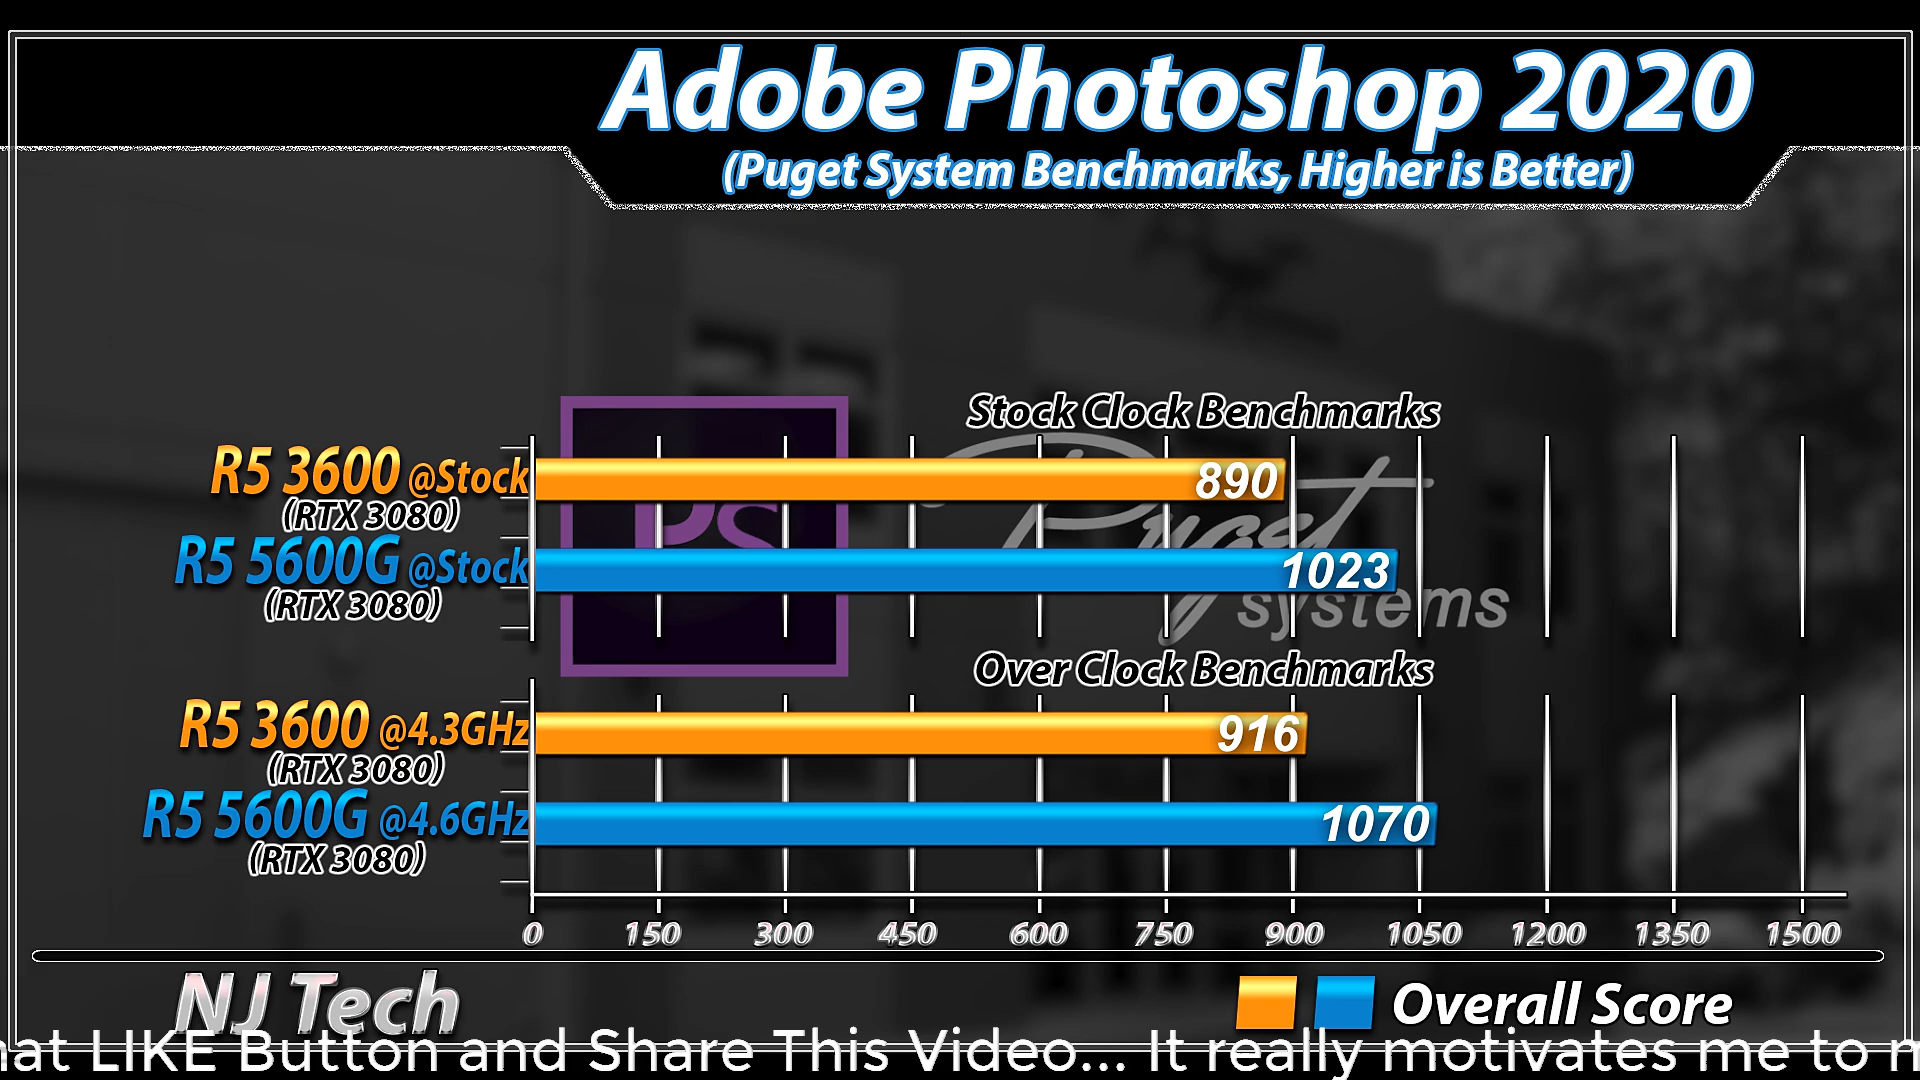 Adobe Photoshop 2020
(Puget System Benchmarks, Higher is Better)
Stock Clock Benchmarks
R5 3600 @Stock
890
(RTX 3080)
R5 5600G @Stock
1023
(RTX 3080)
Ps
Puget
systems
Over Clock Benchmarks
R5 3600 @4.3GHz
916
(RTX 3080)
R5 5600G @4.6GHz
1070
(RTX 3080)
0 150 300 450 600 750 900 1050 1200 1350 1500
NJ Tech
Overall Score
LIKE Button and Share This Video... It really motivates me to